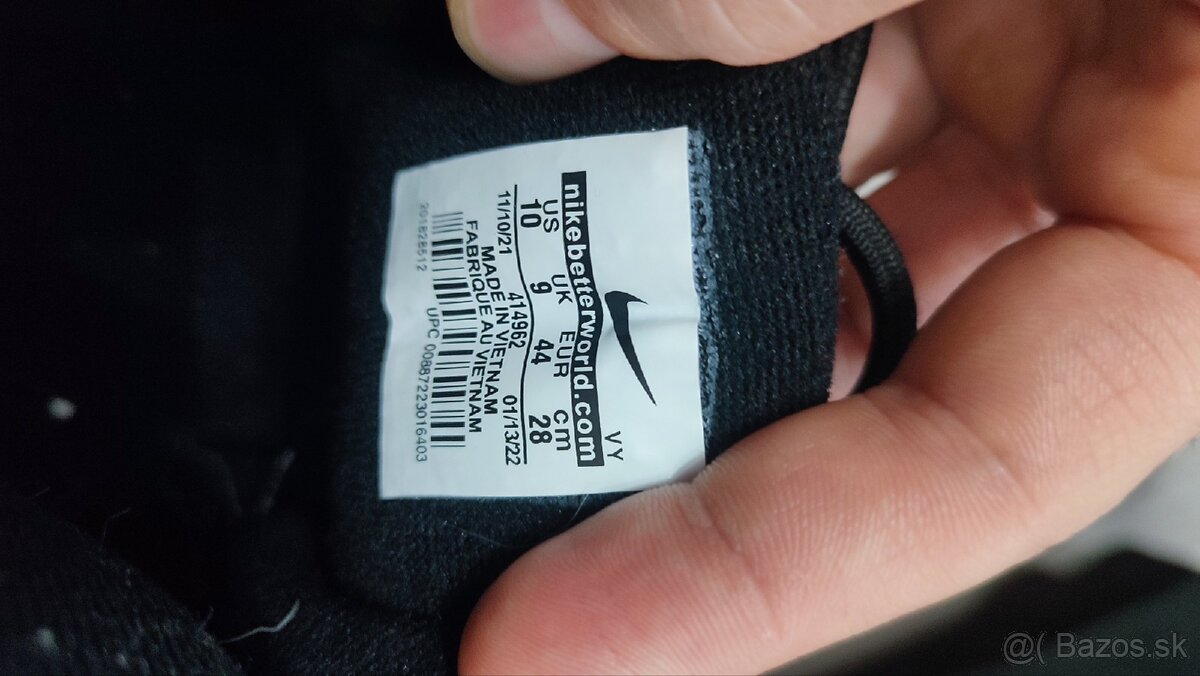 VY
nikebetterworld.com
US UK EUR cm
10 9 44 28
11/10/21 414962 01/13/22
MADE IN VIETNAM
FABRIQUE AU VIETNAM
UPC 00887223016403
@( Bazos.sk